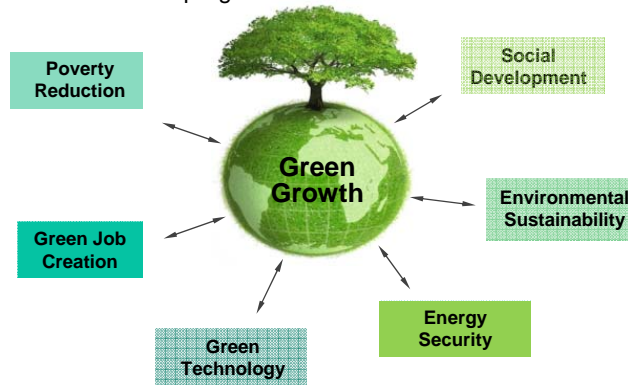 Poverty
Reduction
Social
Development
Green
Growth
Environmental
Sustainability
Green Job
Creation
Energy
Security
Green
Technology